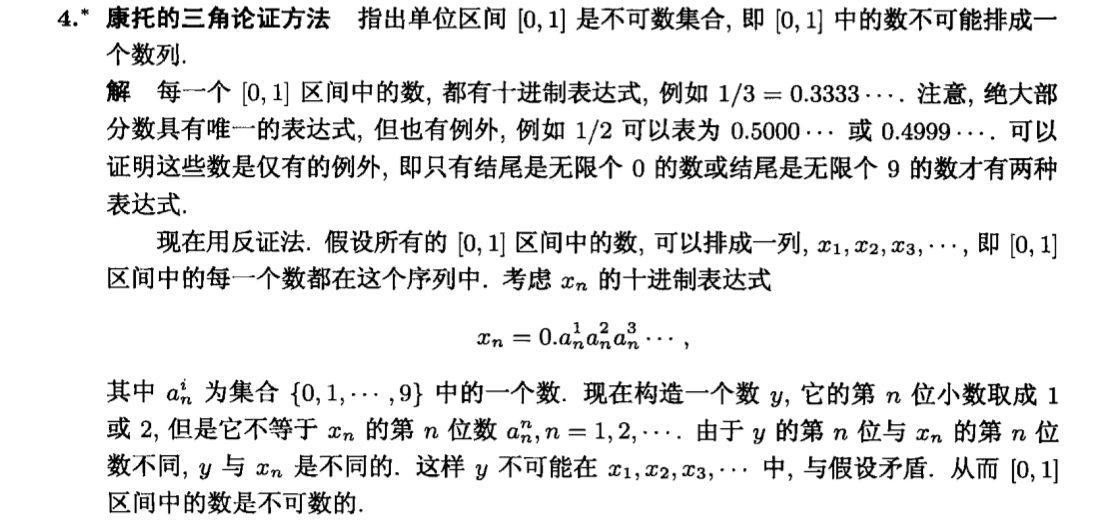 4.* 康托的三角论证方法 指出单位区间 [0, 1] 是不可数集合, 即 [0, 1] 中的数不可能排成一
个数列.
解 每一个 [0, 1] 区间中的数, 都有十进制表达式, 例如 1/3 = 0.3333···. 注意, 绝大部
分数具有唯一的表达式, 但也有例外, 例如 1/2 可以表为 0.5000··· 或 0.4999···. 可以
证明这些数是仅有的例外, 即只有结尾是无限个 0 的数或结尾是无限个 9 的数才有两种
表达式.
现在用反证法. 假设所有的 [0, 1] 区间中的数, 可以排成一列, $x_1, x_2, x_3, \cdots$, 即 [0, 1]
区间中的每一个数都在这个序列中. 考虑 $x_n$ 的十进制表达式
$x_n = 0.a_n^1 a_n^2 a_n^3 \cdots,$
其中 $a_n^i$ 为集合 {0, 1, ··· , 9} 中的一个数. 现在构造一个数 $y$, 它的第 $n$ 位小数取成 1
或 2, 但是它不等于 $x_n$ 的第 $n$ 位数 $a_n^n, n = 1, 2, \cdots$. 由于 $y$ 的第 $n$ 位与 $x_n$ 的第 $n$ 位
数不同, $y$ 与 $x_n$ 是不同的. 这样 $y$ 不可能在 $x_1, x_2, x_3, \cdots$ 中, 与假设矛盾. 从而 [0, 1]
区间中的数是不可数的.